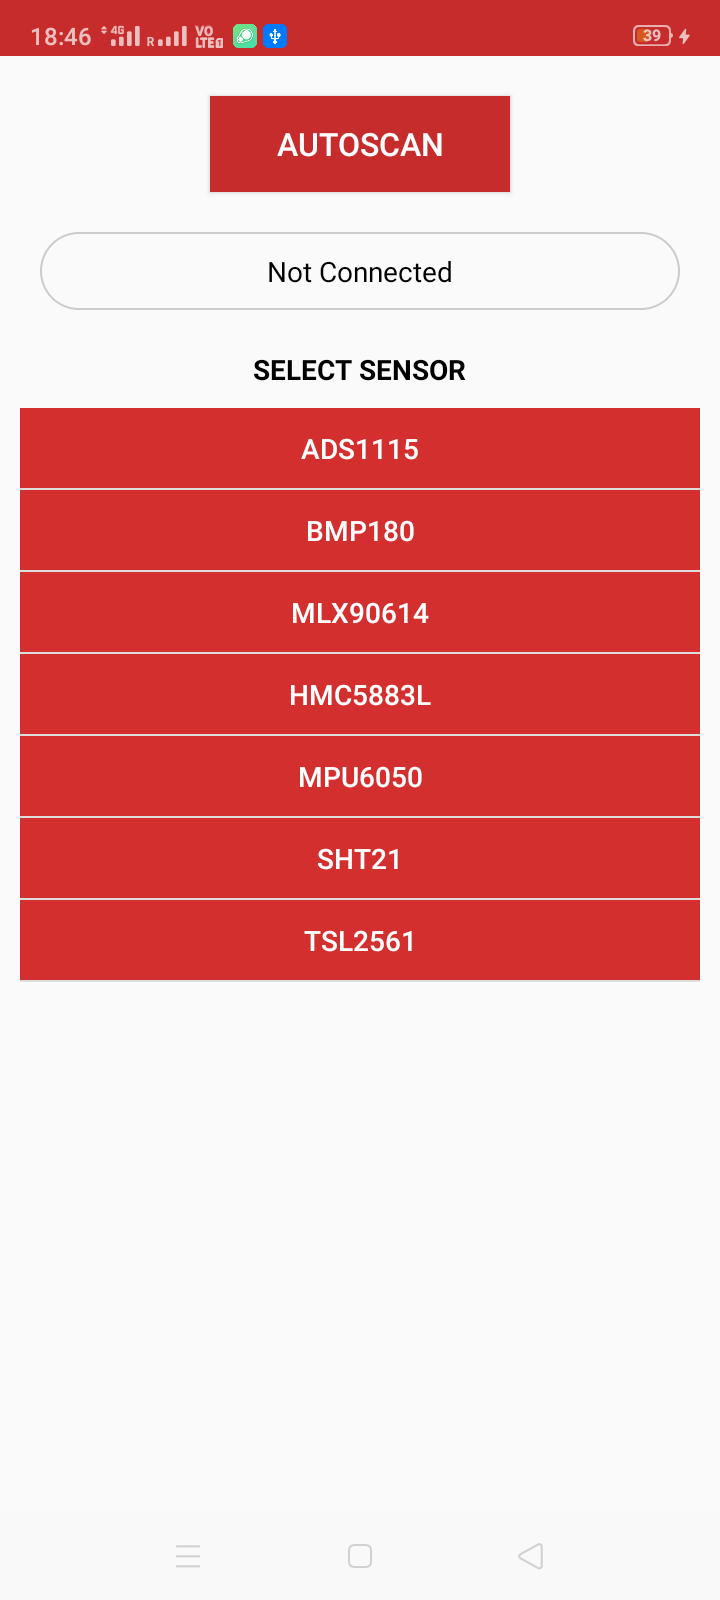 18:46 4G R VO LTE 39
AUTOSCAN
Not Connected
SELECT SENSOR
ADS1115
BMP180
MLX90614
HMC5883L
MPU6050
SHT21
TSL2561